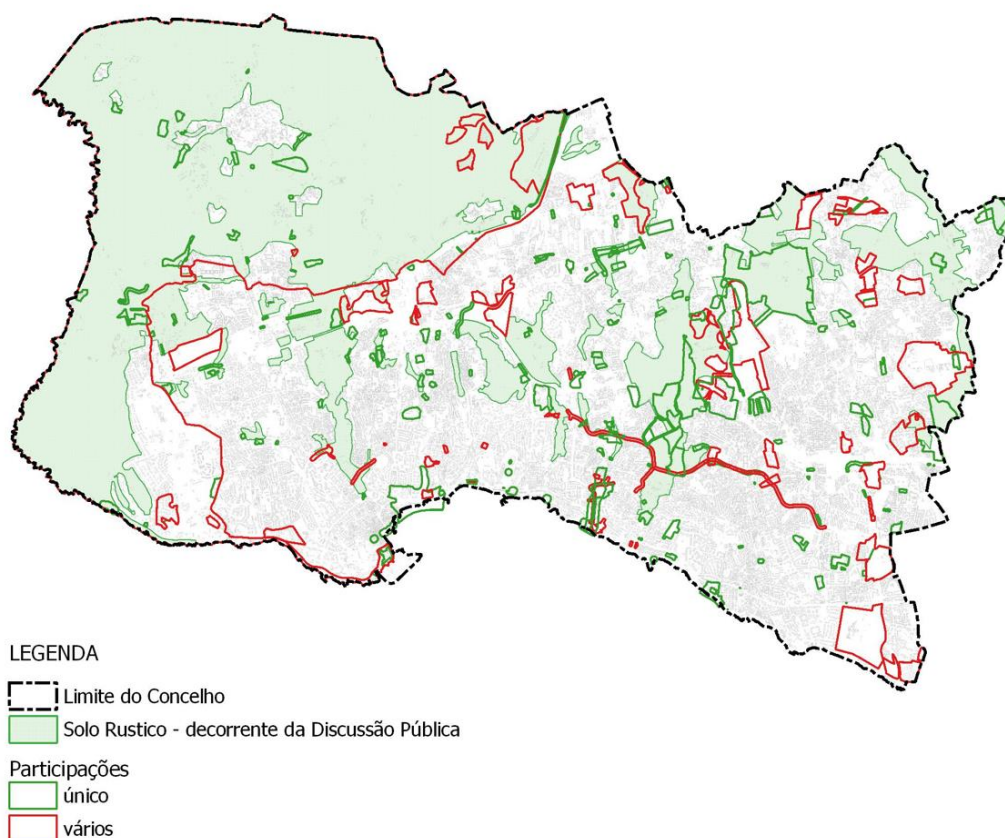 LEGENDA
Limite do Concelho
Solo Rustico - decorrente da Discussão Pública
Participações
único
vários